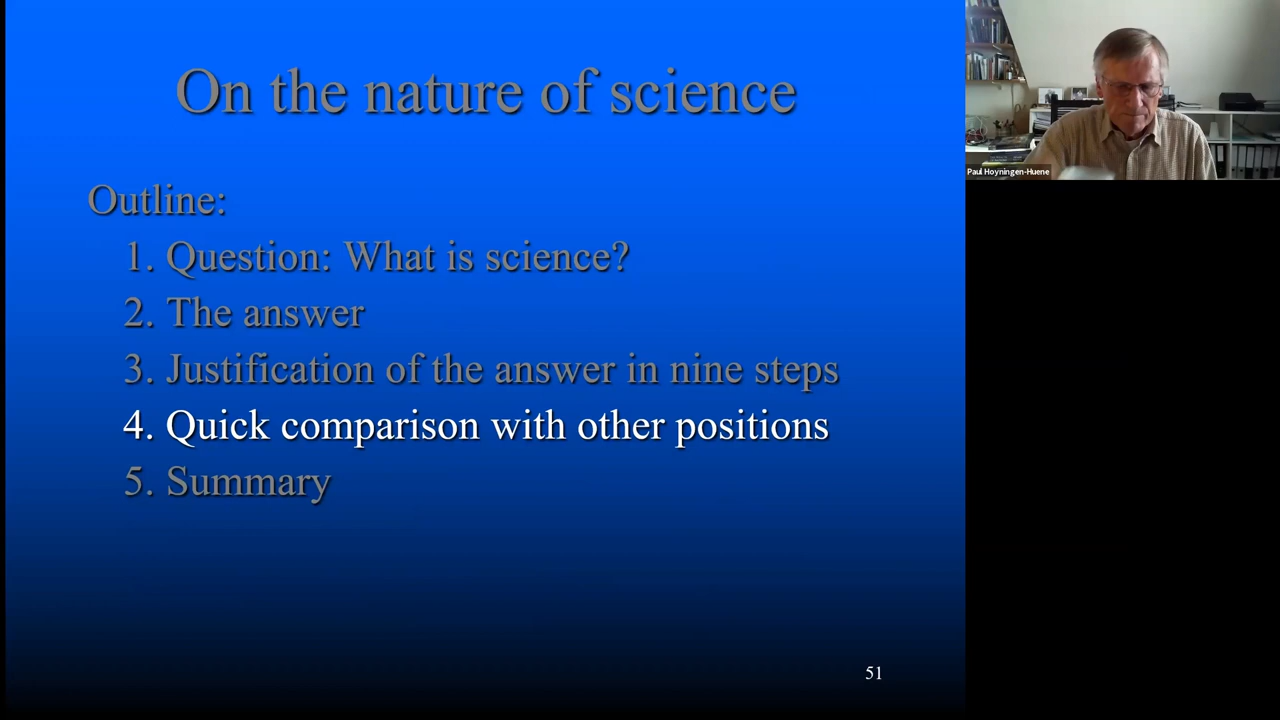 On the nature of science
Outline:
1. Question: What is science?
2. The answer
3. Justification of the answer in nine steps
4. Quick comparison with other positions
5. Summary
51
Paul Hoyningen-Huene